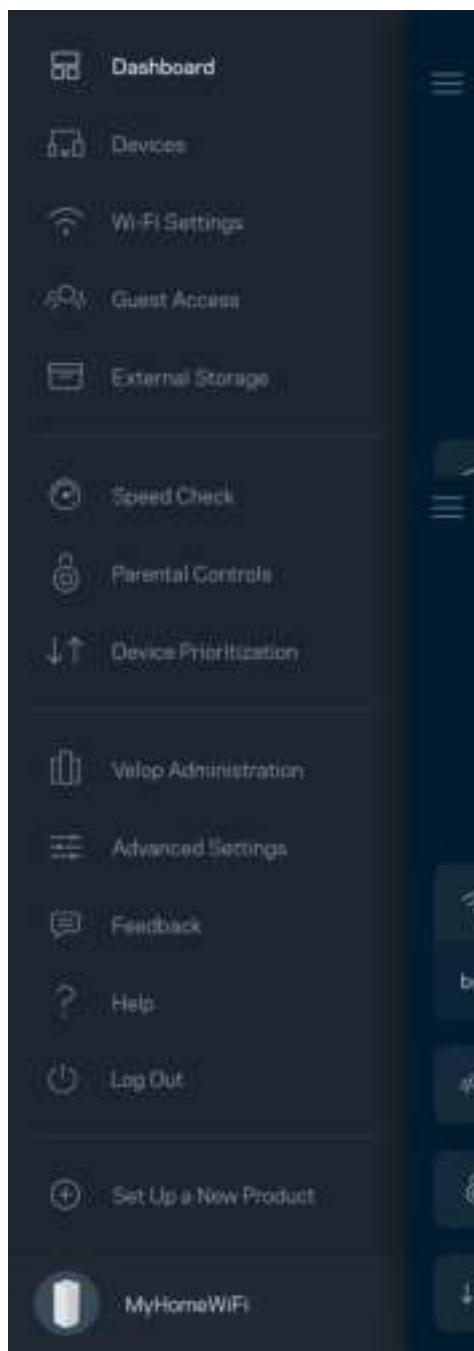 Dashboard
Devices
Wi-Fi Settings
Guest Access
External Storage
Speed Check
Parental Controls
Device Prioritization
Velop Administration
Advanced Settings
Feedback
Help
Log Out
Set Up a New Product
MyHomeWiFi